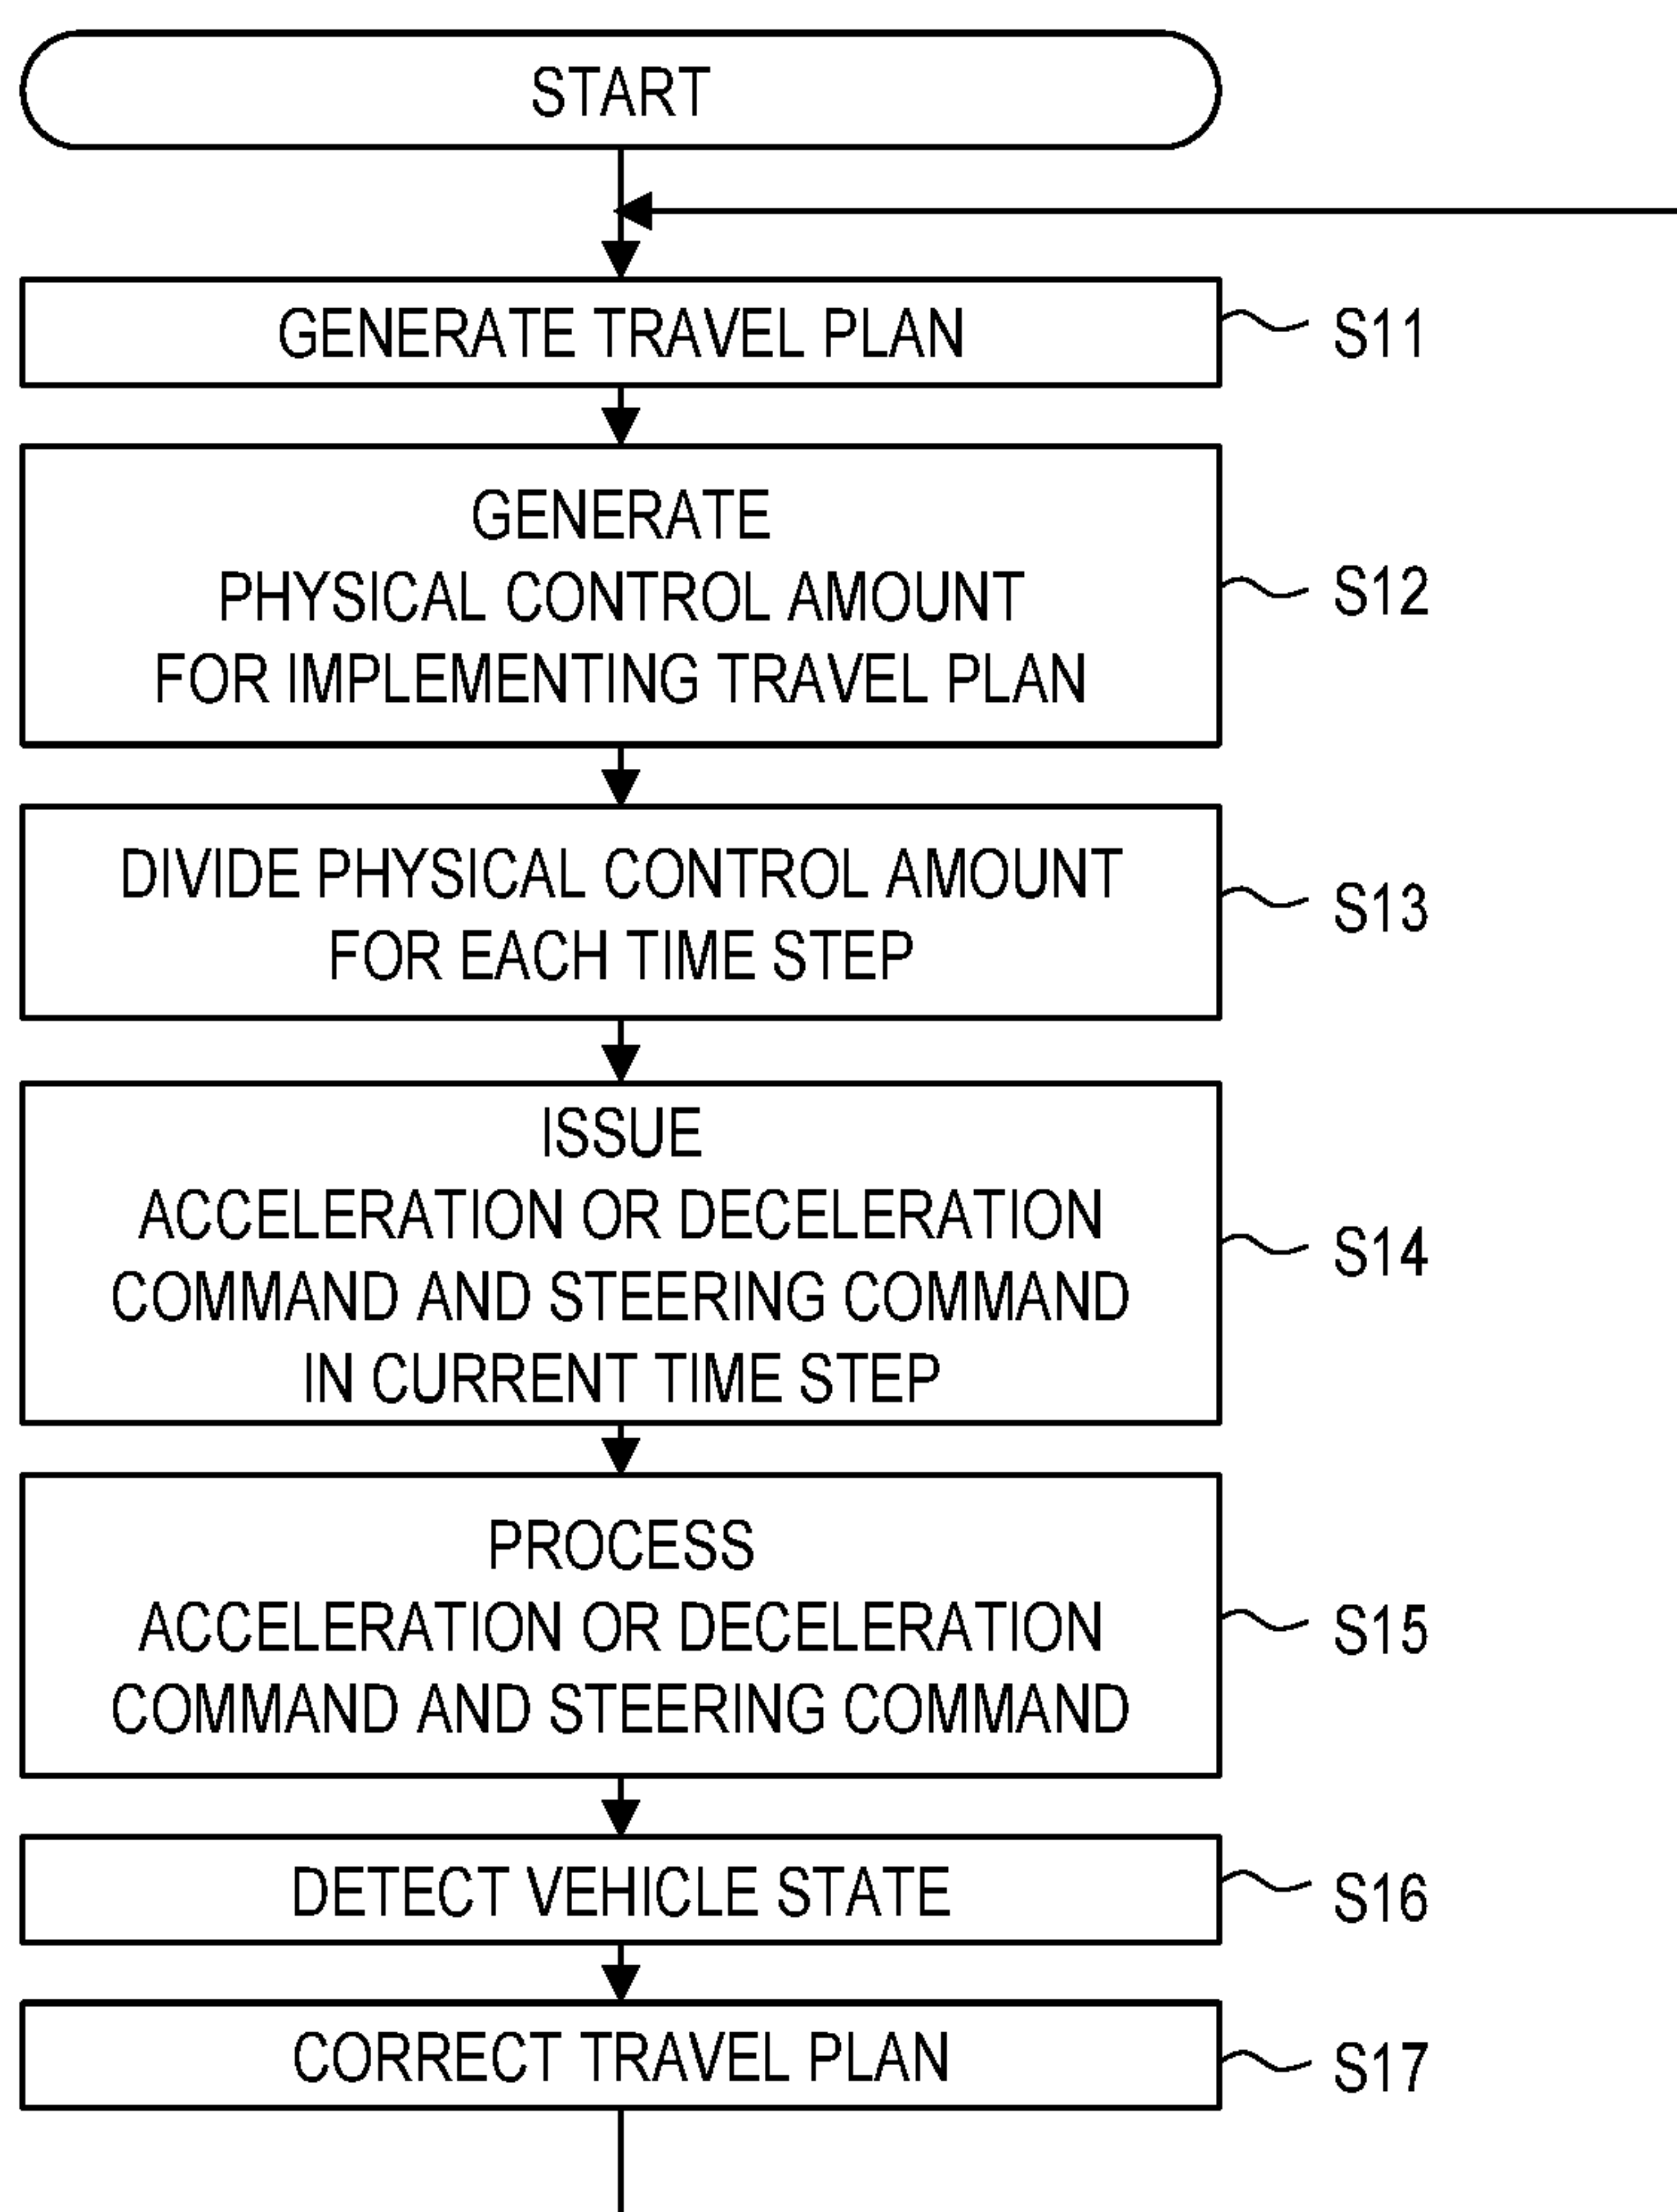 START
GENERATE TRAVEL PLAN
S11
GENERATE
PHYSICAL CONTROL AMOUNT
FOR IMPLEMENTING TRAVEL PLAN
S12
DIVIDE PHYSICAL CONTROL AMOUNT
FOR EACH TIME STEP
S13
ISSUE
ACCELERATION OR DECELERATION
COMMAND AND STEERING COMMAND
IN CURRENT TIME STEP
S14
PROCESS
ACCELERATION OR DECELERATION
COMMAND AND STEERING COMMAND
S15
DETECT VEHICLE STATE
S16
CORRECT TRAVEL PLAN
S17